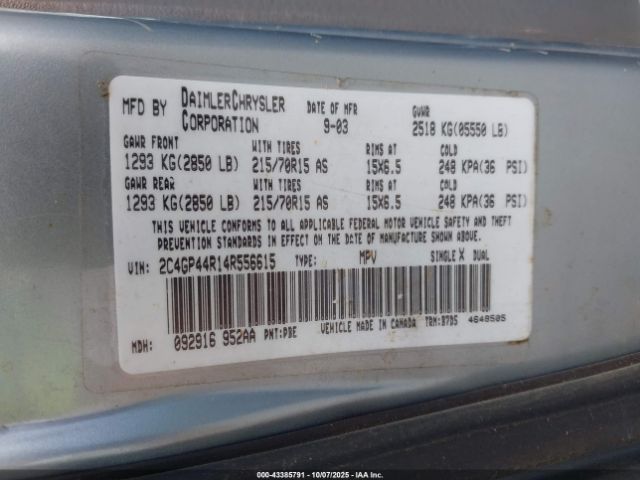 MFD BY DAIMLERCHRYSLER CORPORATION DATE OF MFR 9-03 GVWR 2518 KG(05550 LB)
GAWR FRONT WITH TIRES RIMS AT COLD
1293 KG(2850 LB) 215/70R15 AS 15X6.5 248 KPA(36 PSI)
GAWR REAR WITH TIRES RIMS AT COLD
1293 KG(2850 LB) 215/70R15 AS 15X6.5 248 KPA(36 PSI)
THIS VEHICLE CONFORMS TO ALL APPLICABLE FEDERAL MOTOR VEHICLE SAFETY AND THEFT
PREVENTION STANDARDS IN EFFECT ON THE DATE OF MANUFACTURE SHOWN ABOVE.
VIN: 2C4GP44R14R556615 TYPE: MPV SINGLE X DUAL
MDH: 092916 952AA PNT:PBE VEHICLE MADE IN CANADA TRM:B7D5 4648505
000-43385791 - 10/07/2025 - IAA Inc.